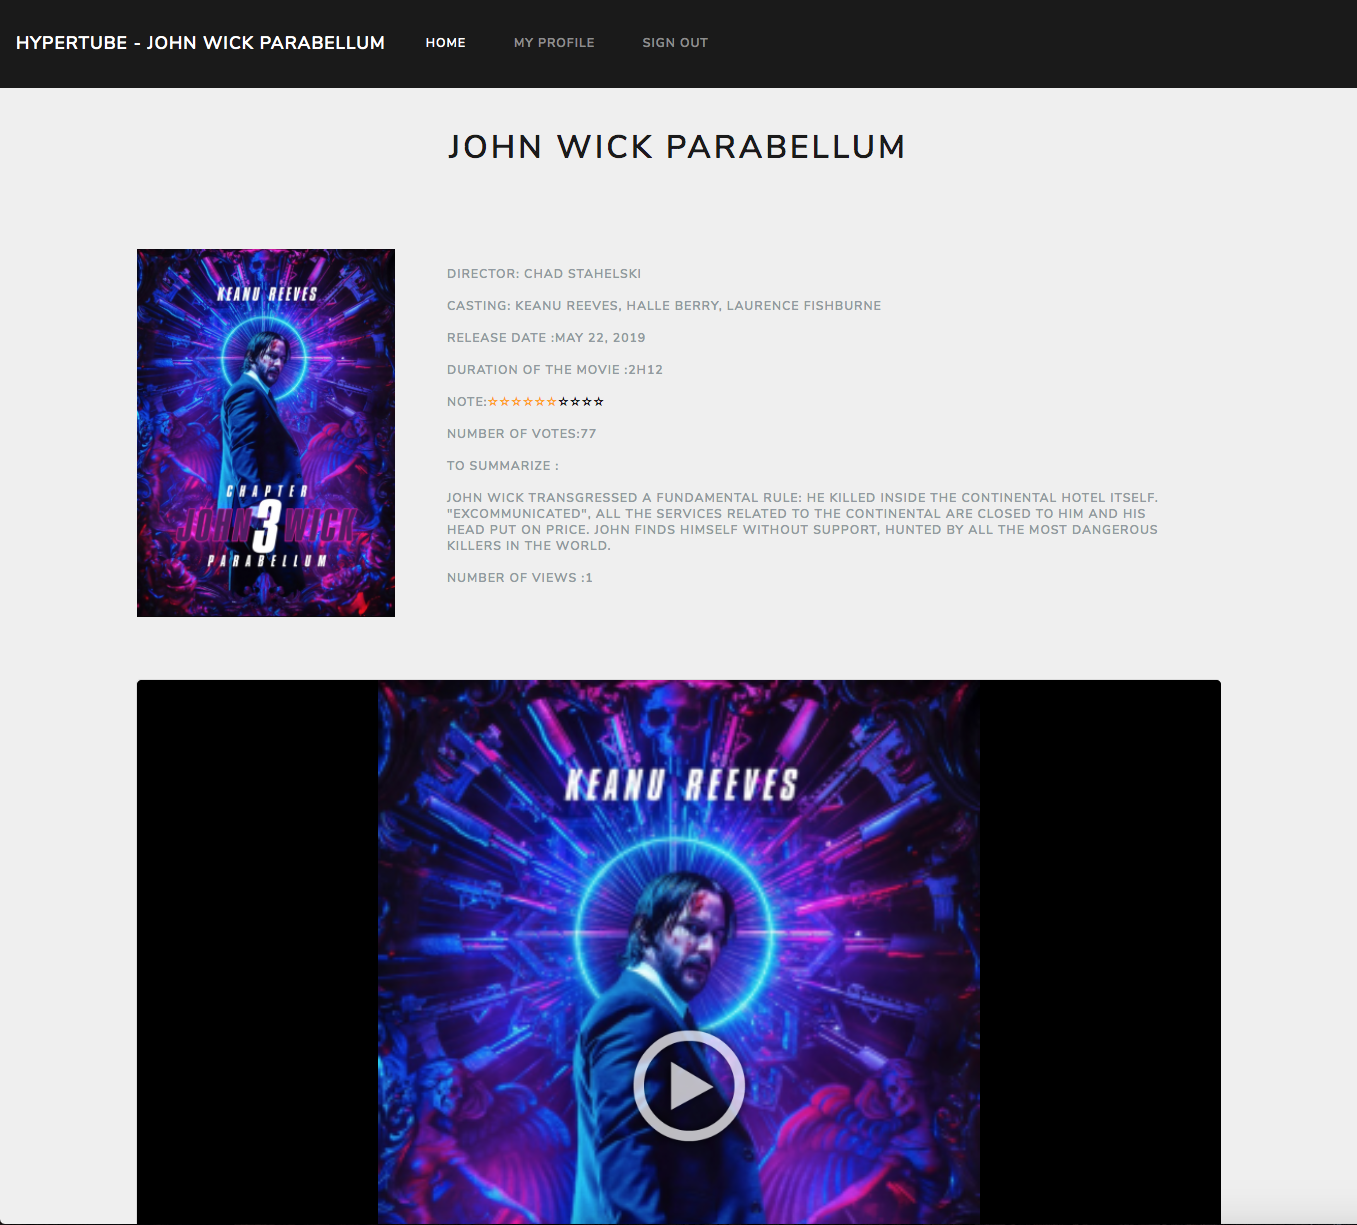 HYPERTUBE - JOHN WICK PARABELLUM HOME MY PROFILE SIGN OUT
JOHN WICK PARABELLUM
KEANU REEVES
CHAPTER
JOHN 3 WICK
PARABELLUM
DIRECTOR: CHAD STAHELSKI
CASTING: KEANU REEVES, HALLE BERRY, LAURENCE FISHBURNE
RELEASE DATE :MAY 22, 2019
DURATION OF THE MOVIE :2H12
NOTE:☆☆☆☆☆☆☆☆☆☆
NUMBER OF VOTES:77
TO SUMMARIZE :
JOHN WICK TRANSGRESSED A FUNDAMENTAL RULE: HE KILLED INSIDE THE CONTINENTAL HOTEL ITSELF.
"EXCOMMUNICATED", ALL THE SERVICES RELATED TO THE CONTINENTAL ARE CLOSED TO HIM AND HIS
HEAD PUT ON PRICE. JOHN FINDS HIMSELF WITHOUT SUPPORT, HUNTED BY ALL THE MOST DANGEROUS
KILLERS IN THE WORLD.
NUMBER OF VIEWS :1
KEANU REEVES